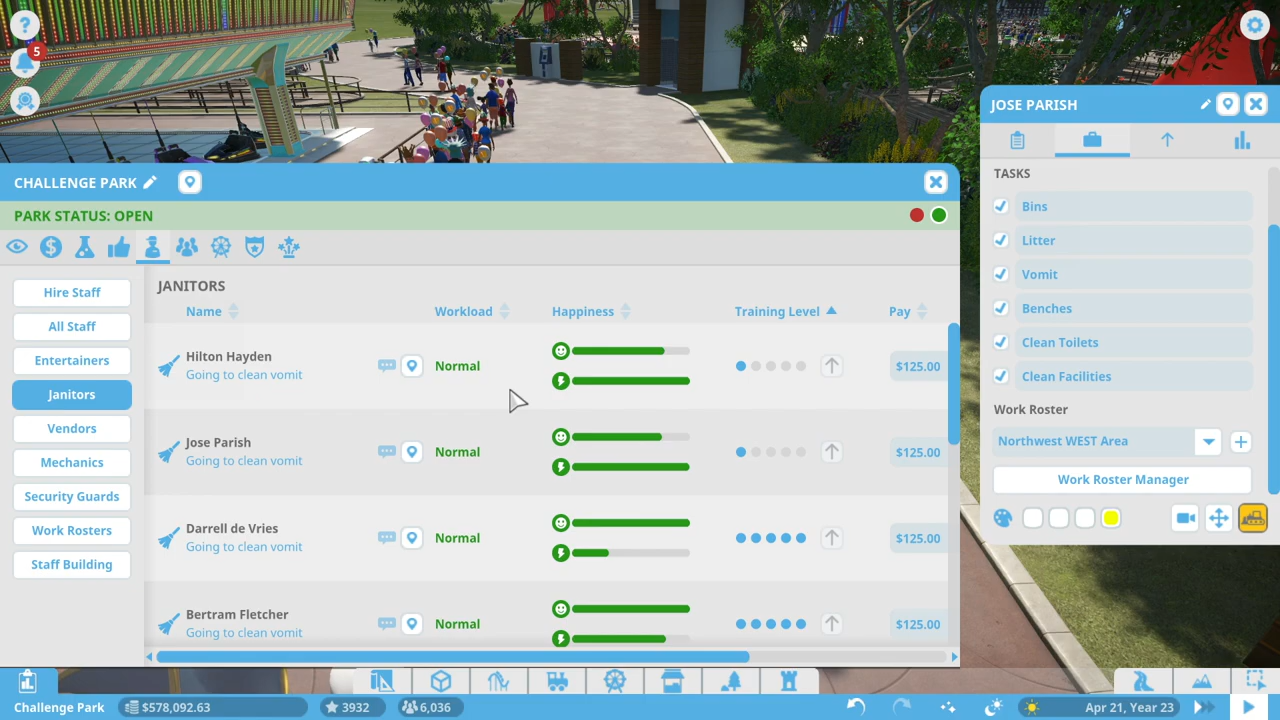 ?
5
JOSE PARISH
TASKS
Bins
Litter
Vomit
Benches
Clean Toilets
Clean Facilities
Work Roster
Northwest WEST Area
Work Roster Manager
CHALLENGE PARK
PARK STATUS: OPEN
Hire Staff
All Staff
Entertainers
Janitors
Vendors
Mechanics
Security Guards
Work Rosters
Staff Building
JANITORS
Name Workload Happiness Training Level Pay
Hilton Hayden
Going to clean vomit
Normal
$125.00
Jose Parish
Going to clean vomit
Normal
$125.00
Darrell de Vries
Going to clean vomit
Normal
$125.00
Bertram Fletcher
Going to clean vomit
Normal
$125.00
Challenge Park $578,092.63 3932 6,036 Apr 21, Year 23